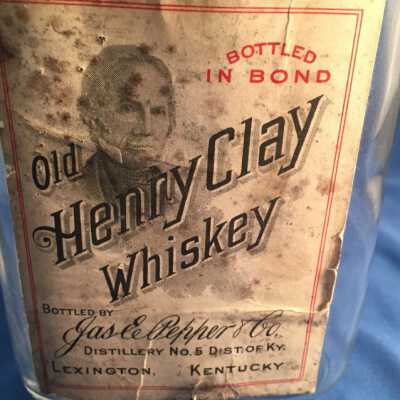 BOTTLED
IN BOND
Old
Henry Clay
Whiskey
BOTTLED BY
Jas E. Pepper & Co.
DISTILLERY No. 5 DIST. OF KY.
LEXINGTON, KENTUCKY